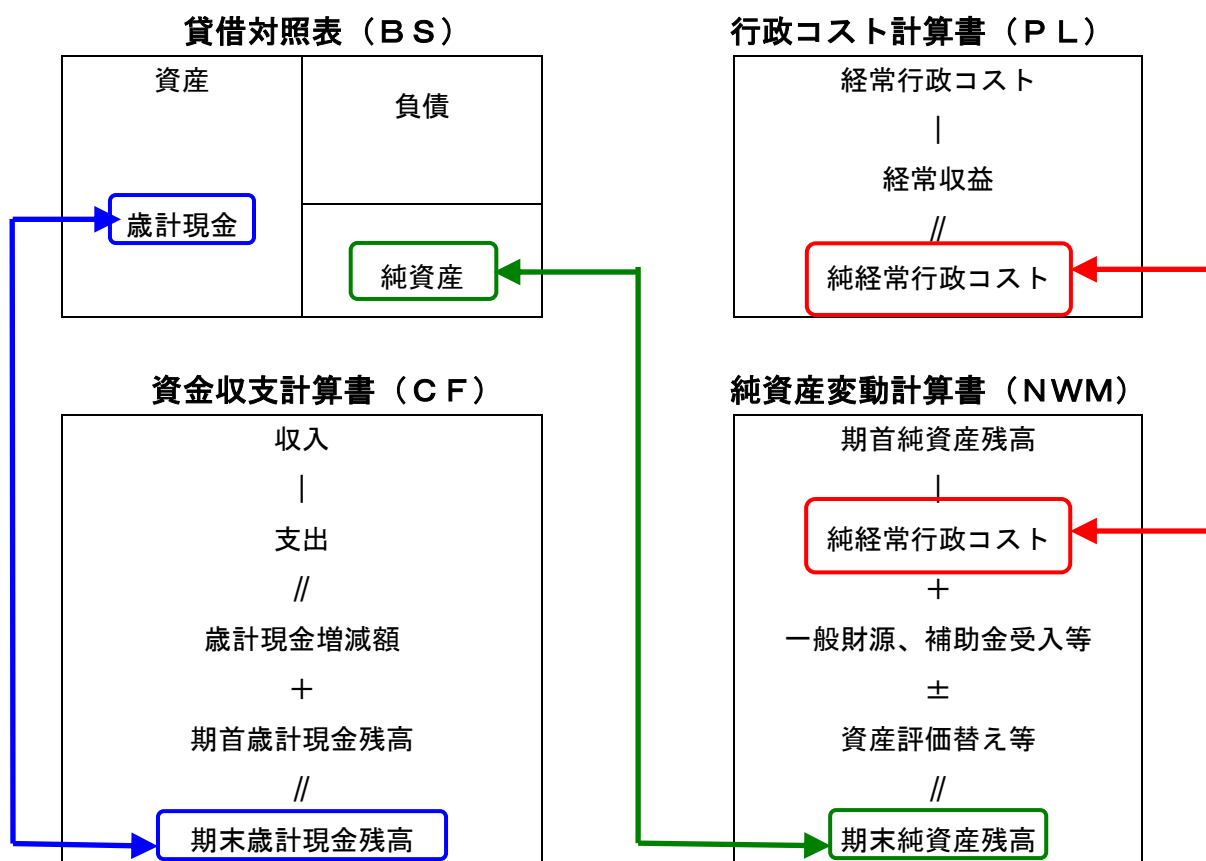 貸借対照表（ＢＳ）
資産
負債
歳計現金
純資産
行政コスト計算書（ＰＬ）
経常行政コスト
｜
経常収益
〃
純経常行政コスト
資金収支計算書（ＣＦ）
収入
｜
支出
〃
歳計現金増減額
＋
期首歳計現金残高
〃
期末歳計現金残高
純資産変動計算書（ＮＷＭ）
期首純資産残高
｜
純経常行政コスト
＋
一般財源、補助金受入等
±
資産評価替え等
〃
期末純資産残高